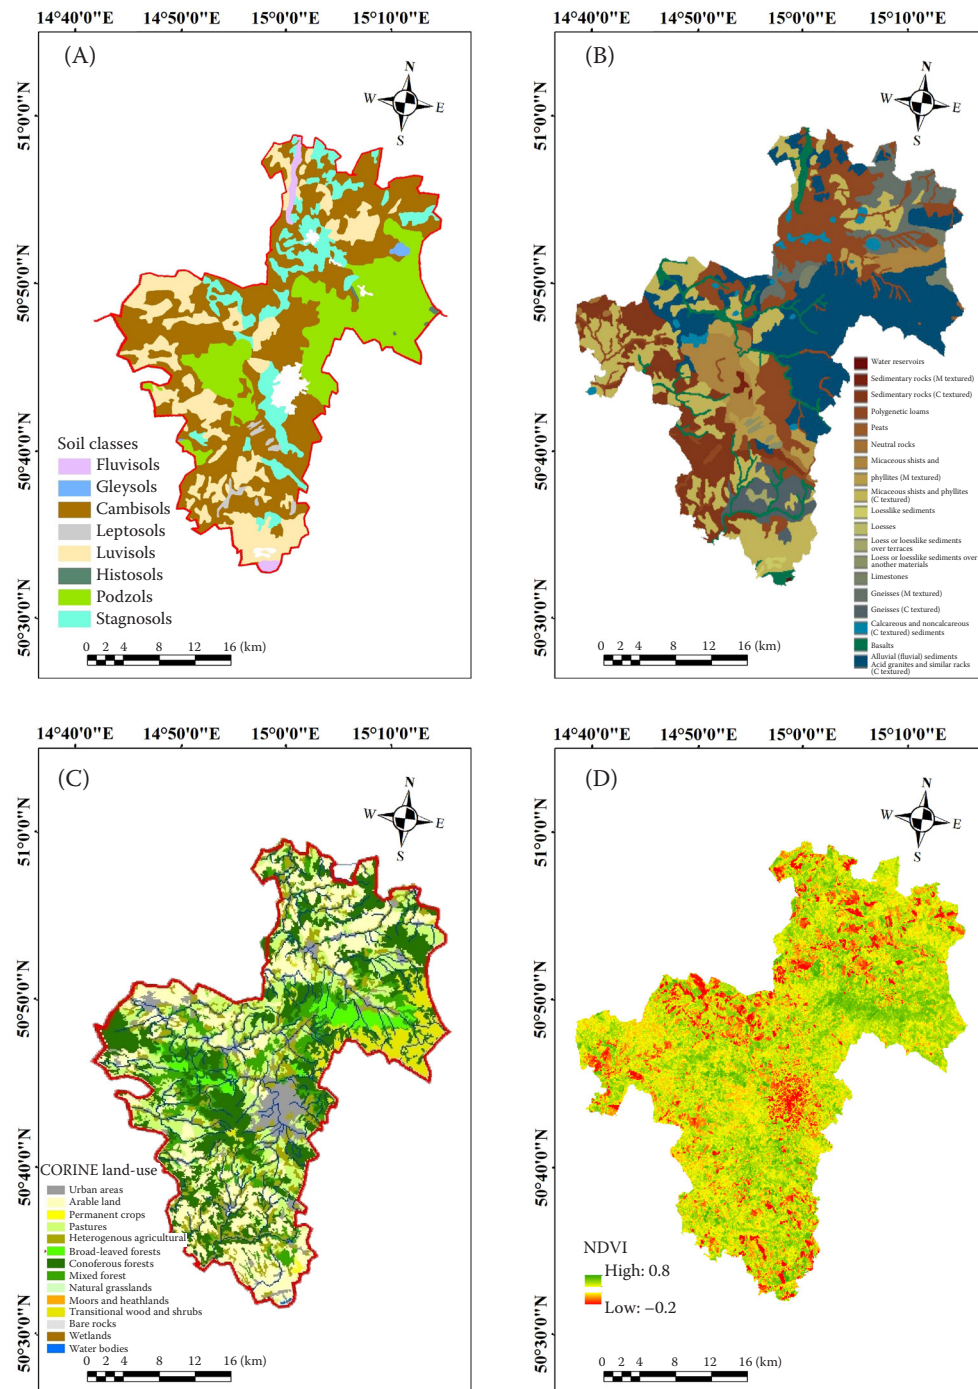 14°40'0"E 14°50'0"E 15°0'0"E 15°10'0"E
(A)
N
W E
S
51°0'0"N
50°50'0"N
50°40'0"N
50°30'0"N
Soil classes
Fluvisols
Gleysols
Cambisols
Leptosols
Luvisols
Histosols
Podzols
Stagnosols
0 2 4 8 12 16 (km)
14°40'0"E 14°50'0"E 15°0'0"E 15°10'0"E
(B)
N
W E
S
51°0'0"N
50°50'0"N
50°40'0"N
50°30'0"N
Water reservoirs
Sedimentary rocks (M textured)
Sedimentary rocks (C textured)
Polygenetic loams
Peats
Neutral rocks
Micaceous shists and
phyllites (M textured)
Micaceous shists and phyllites
(C textured)
Loesslike sediments
Loesses
Loess or loesslike sediments
over terraces
Loess or loesslike sediments over
another materials
Limestones
Gneisses (M textured)
Gneisses (C textured)
Calcareous and noncalcareous
(C textured) sediments
Basalts
Alluvial (fluvial) sediments
Acid granites and similar racks
(C textured)
0 2 4 8 12 16 (km)
14°40'0"E 14°50'0"E 15°0'0"E 15°10'0"E
(C)
N
W E
S
51°0'0"N
50°50'0"N
50°40'0"N
50°30'0"N
CORINE land-use
Urban areas
Arable land
Permanent crops
Pastures
Heterogenous agricultural
Broad-leaved forests
Conoferous forests
Mixed forest
Natural grasslands
Moors and heathlands
Transitional wood and shrubs
Bare rocks
Wetlands
Water bodies
0 2 4 8 12 16 (km)
14°40'0"E 14°50'0"E 15°0'0"E 15°10'0"E
(D)
N
W E
S
51°0'0"N
50°50'0"N
50°40'0"N
50°30'0"N
NDVI
High: 0.8
Low: −0.2
0 2 4 8 12 16 (km)